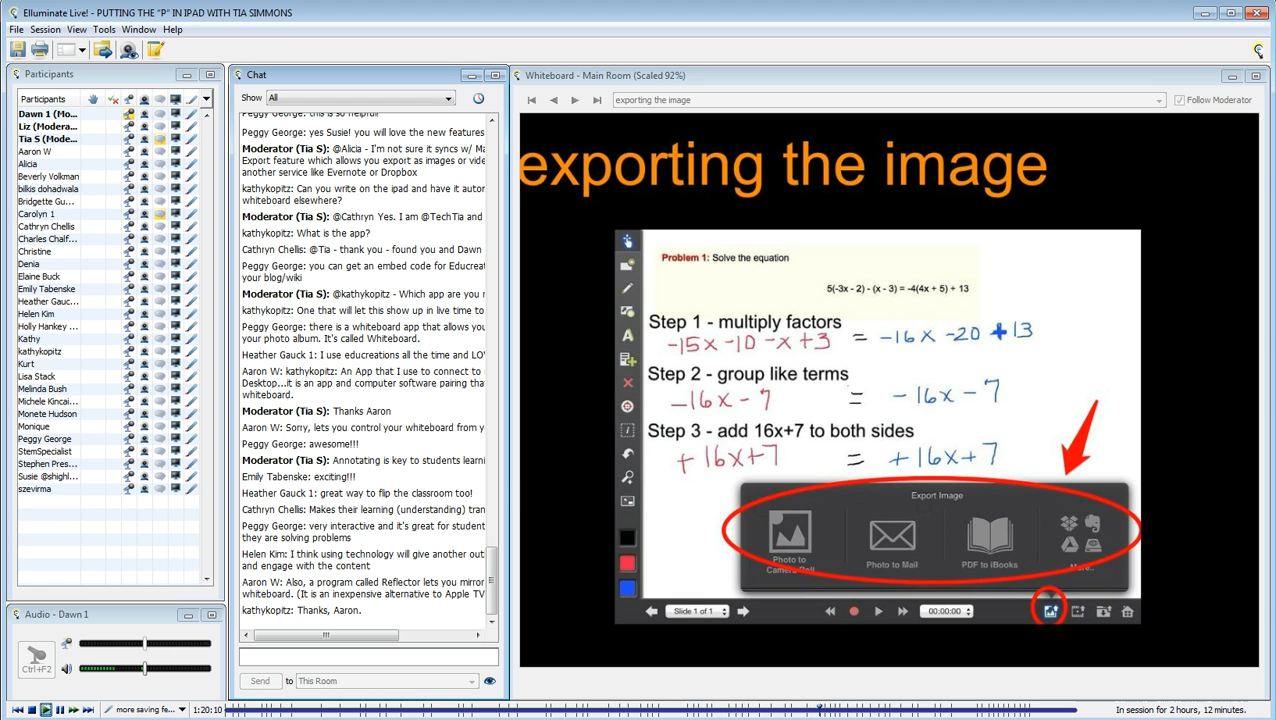 Elluminate Live! - PUTTING THE "P" IN IPAD WITH TIA SIMMONS
File Session View Tools Window Help
Participants
Participants
Dawn 1 (Mo...
Liz (Modera...
Tia S (Mode...
Aaron W
Alicia
Beverly Volkman
bilkis dohadwala
Bridgette Gu...
Carolyn 1
Cathryn Chellis
Charles Chalf...
Christine
Denia
Elaine Buck
Emily Tabenske
Heather Gauc...
Helen Kim
Holly Hankey ...
Kathy
kathykopitz
Kurt
Lisa Stack
Melinda Bush
Michele Kincai...
Monete Hudson
Monique
Peggy George
StemSpecialist
Stephen Pres...
Susie @shighl...
szevirma
Audio - Dawn 1
Ctrl+F2
Chat
Show All
Peggy George: this is so helpful!
Peggy George: yes Susie! you will love the new features
Moderator (Tia S): @Alicia - I'm not sure it syncs w/ Ma
Export feature which allows you export as images or vide
another service like Evernote or Dropbox
kathykopitz: Can you write on the ipad and have it autor
whiteboard elsewhere?
Moderator (Tia S): @Cathryn Yes. I am @TechTia and
kathykopitz: What is the app?
Cathryn Chellis: @Tia - thank you - found you and Dawn
Peggy George: you can get an embed code for Educrea
your blog/wiki
Moderator (Tia S): @kathykopitz - Which app are you r
kathykopitz: One that will let this show up in live time to
Peggy George: there is a whiteboard app that allows you
your photo album. It's called Whiteboard.
Heather Gauck 1: I use educreations all the time and LO
Aaron W: kathykopitz: An App that I use to connect to
Desktop...it is an app and computer software pairing that
whiteboard.
Moderator (Tia S): Thanks Aaron
Aaron W: Sorry, lets you control your whiteboard from y
Peggy George: awesome!!!
Moderator (Tia S): Annotating is key to students learni
Emily Tabenske: exciting!!!
Heather Gauck 1: great way to flip the classroom too!
Cathryn Chellis: Makes their learning (understanding) tran
Peggy George: very interactive and it's great for student
they are solving problems
Helen Kim: I think using technology will give another out
and engage with the content
Aaron W: Also, a program called Reflector lets you mirror
whiteboard. (It is an inexpensive alternative to Apple TV
kathykopitz: Thanks, Aaron.
Send to This Room
Whiteboard - Main Room (Scaled 92%)
exporting the image
Follow Moderator
exporting the image
Problem 1: Solve the equation
5(-3x - 2) - (x - 3) = -4(4x + 5) + 13
Step 1 - multiply factors
-15x -10 -x +3 = -16x -20 +13
Step 2 - group like terms
-16x - 7 = -16x - 7
Step 3 - add 16x+7 to both sides
+16x+7 = +16x+7
Export Image
Photo to Camera Roll
Photo to Mail
PDF to iBooks
More..
Slide 1 of 1
00:00:00
more saving fe...
1:20:10
In session for 2 hours, 12 minutes.